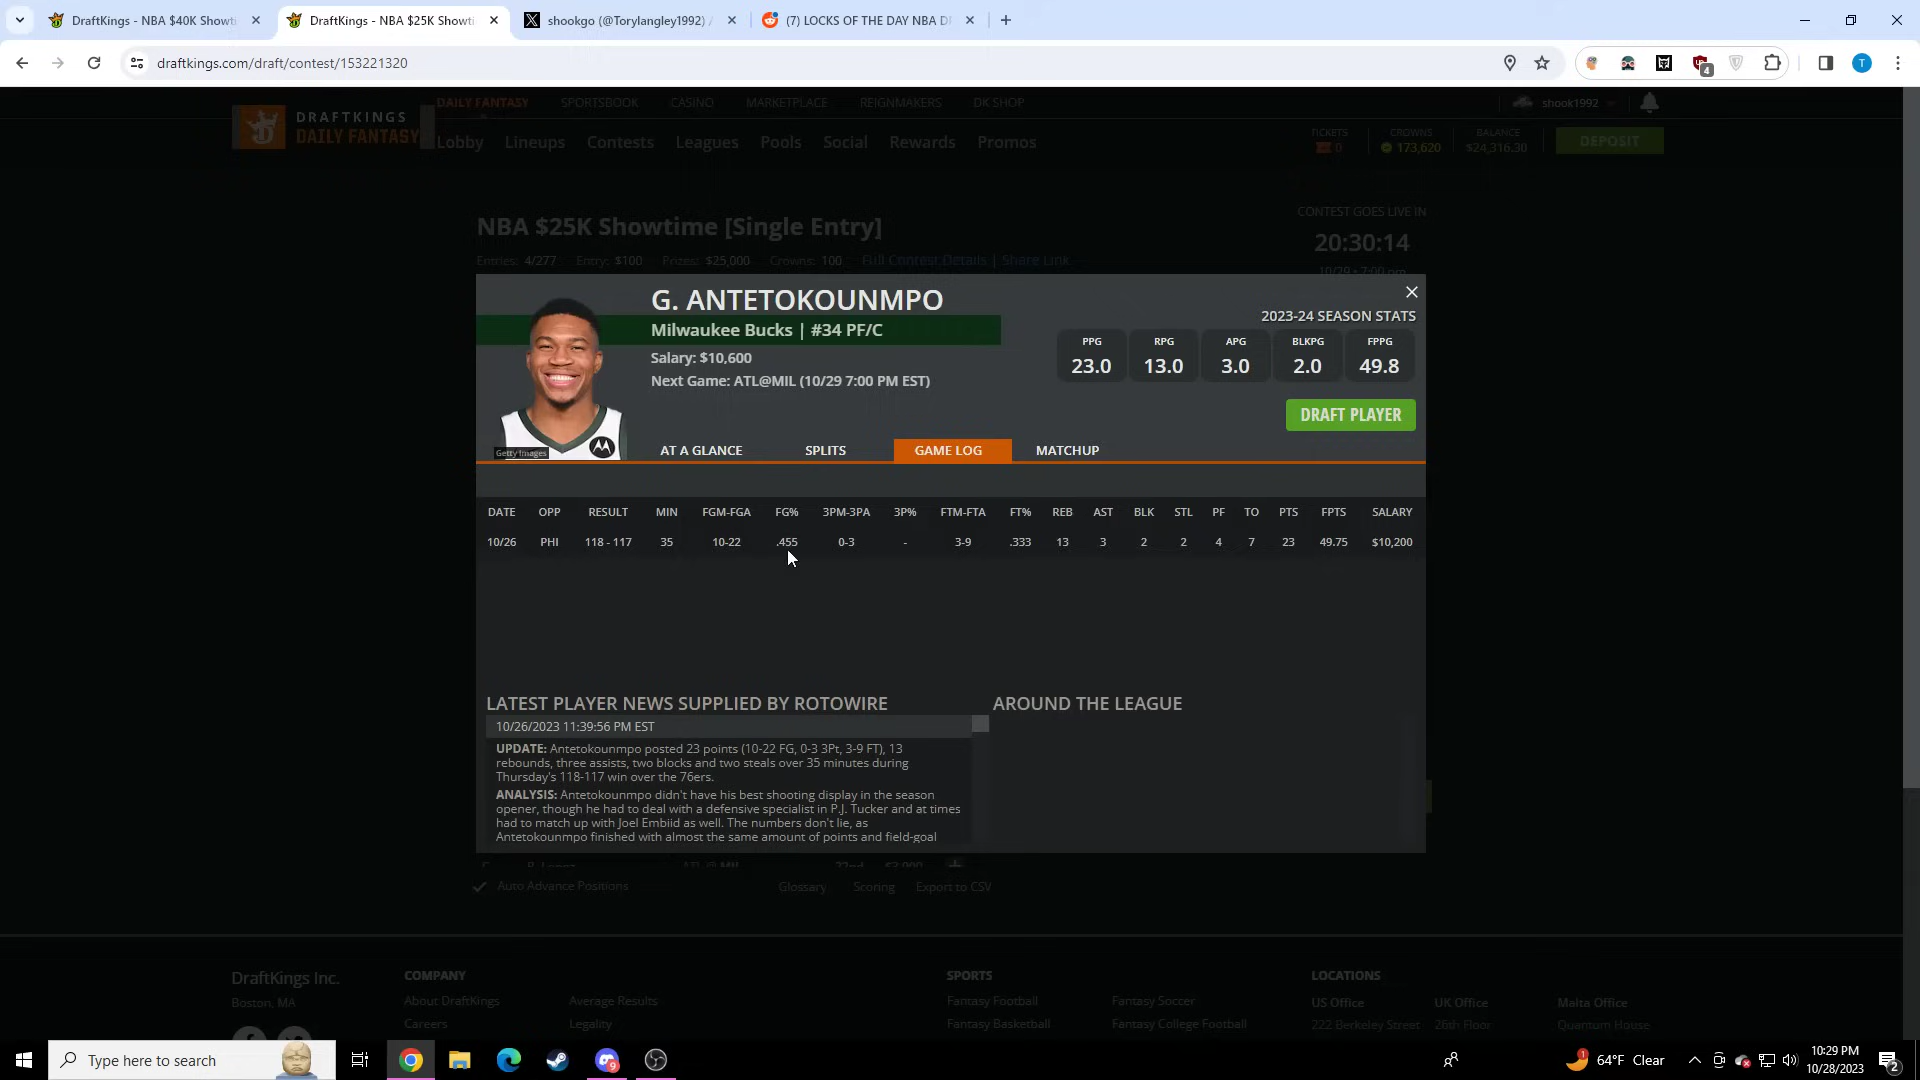 DraftKings - NBA $40K Showti
DraftKings - NBA $25K Showti
shookgo (@Torylangley1992) /
(7) LOCKS OF THE DAY NBA D
draftkings.com/draft/contest/153221320
4
T
DRAFTKINGS
DAILY FANTASY
DAILY FANTASY SPORTSBOOK CASINO MARKETPLACE REIGNMAKERS DK SHOP
shook1992
Lobby Lineups Contests Leagues Pools Social Rewards Promos
TICKETS
0
CROWNS
173,620
BALANCE
$24,316.30
DEPOSIT
NBA $25K Showtime [Single Entry]
CONTEST GOES LIVE IN
20:30:14
10/29 • 7:00 pm
Entries: 4/277 Entry: $100 Prizes: $25,000 Crowns: 100 Full Contest Details | Share Link
G. ANTETOKOUNMPO
Milwaukee Bucks | #34 PF/C
Salary: $10,600
Next Game: ATL@MIL (10/29 7:00 PM EST)
Getty Images
2023-24 SEASON STATS
PPG RPG APG BLKPG FPPG
23.0 13.0 3.0 2.0 49.8
DRAFT PLAYER
AT A GLANCE SPLITS GAME LOG MATCHUP
DATE OPP RESULT MIN FGM-FGA FG% 3PM-3PA 3P% FTM-FTA FT% REB AST BLK STL PF TO PTS FPTS SALARY
10/26 PHI 118 - 117 35 10-22 .455 0-3 - 3-9 .333 13 3 2 2 4 7 23 49.75 $10,200
LATEST PLAYER NEWS SUPPLIED BY ROTOWIRE
AROUND THE LEAGUE
10/26/2023 11:39:56 PM EST
UPDATE: Antetokounmpo posted 23 points (10-22 FG, 0-3 3Pt, 3-9 FT), 13
rebounds, three assists, two blocks and two steals over 35 minutes during
Thursday's 118-117 win over the 76ers.
ANALYSIS: Antetokounmpo didn't have his best shooting display in the season
opener, though he had to deal with a defensive specialist in P.J. Tucker and at times
had to match up with Joel Embiid as well. The numbers don't lie, as
Antetokounmpo finished with almost the same amount of points and field-goal
Auto Advance Positions
Glossary Scoring Export to CSV
DraftKings Inc.
Boston, MA
COMPANY
About DraftKings Average Results
Careers Legality
SPORTS
Fantasy Football Fantasy Soccer
Fantasy Basketball Fantasy College Football
LOCATIONS
US Office UK Office Malta Office
222 Berkeley Street 26th Floor Quantum House
Type here to search
9
1
64°F Clear
10:29 PM
10/28/2023
2